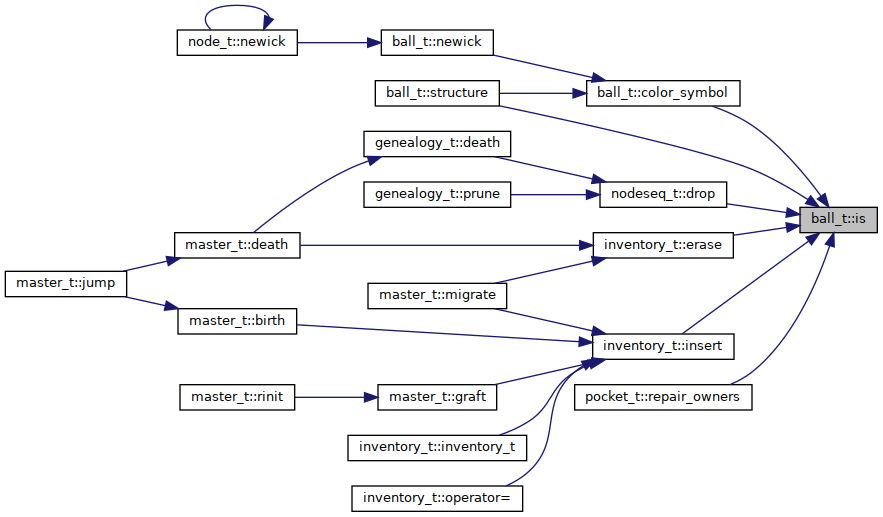 node_t::newick
ball_t::newick
ball_t::structure
ball_t::color_symbol
genealogy_t::death
genealogy_t::prune
nodeseq_t::drop
ball_t::is
master_t::death
inventory_t::erase
master_t::jump
master_t::migrate
master_t::birth
inventory_t::insert
master_t::rinit
master_t::graft
pocket_t::repair_owners
inventory_t::inventory_t
inventory_t::operator=